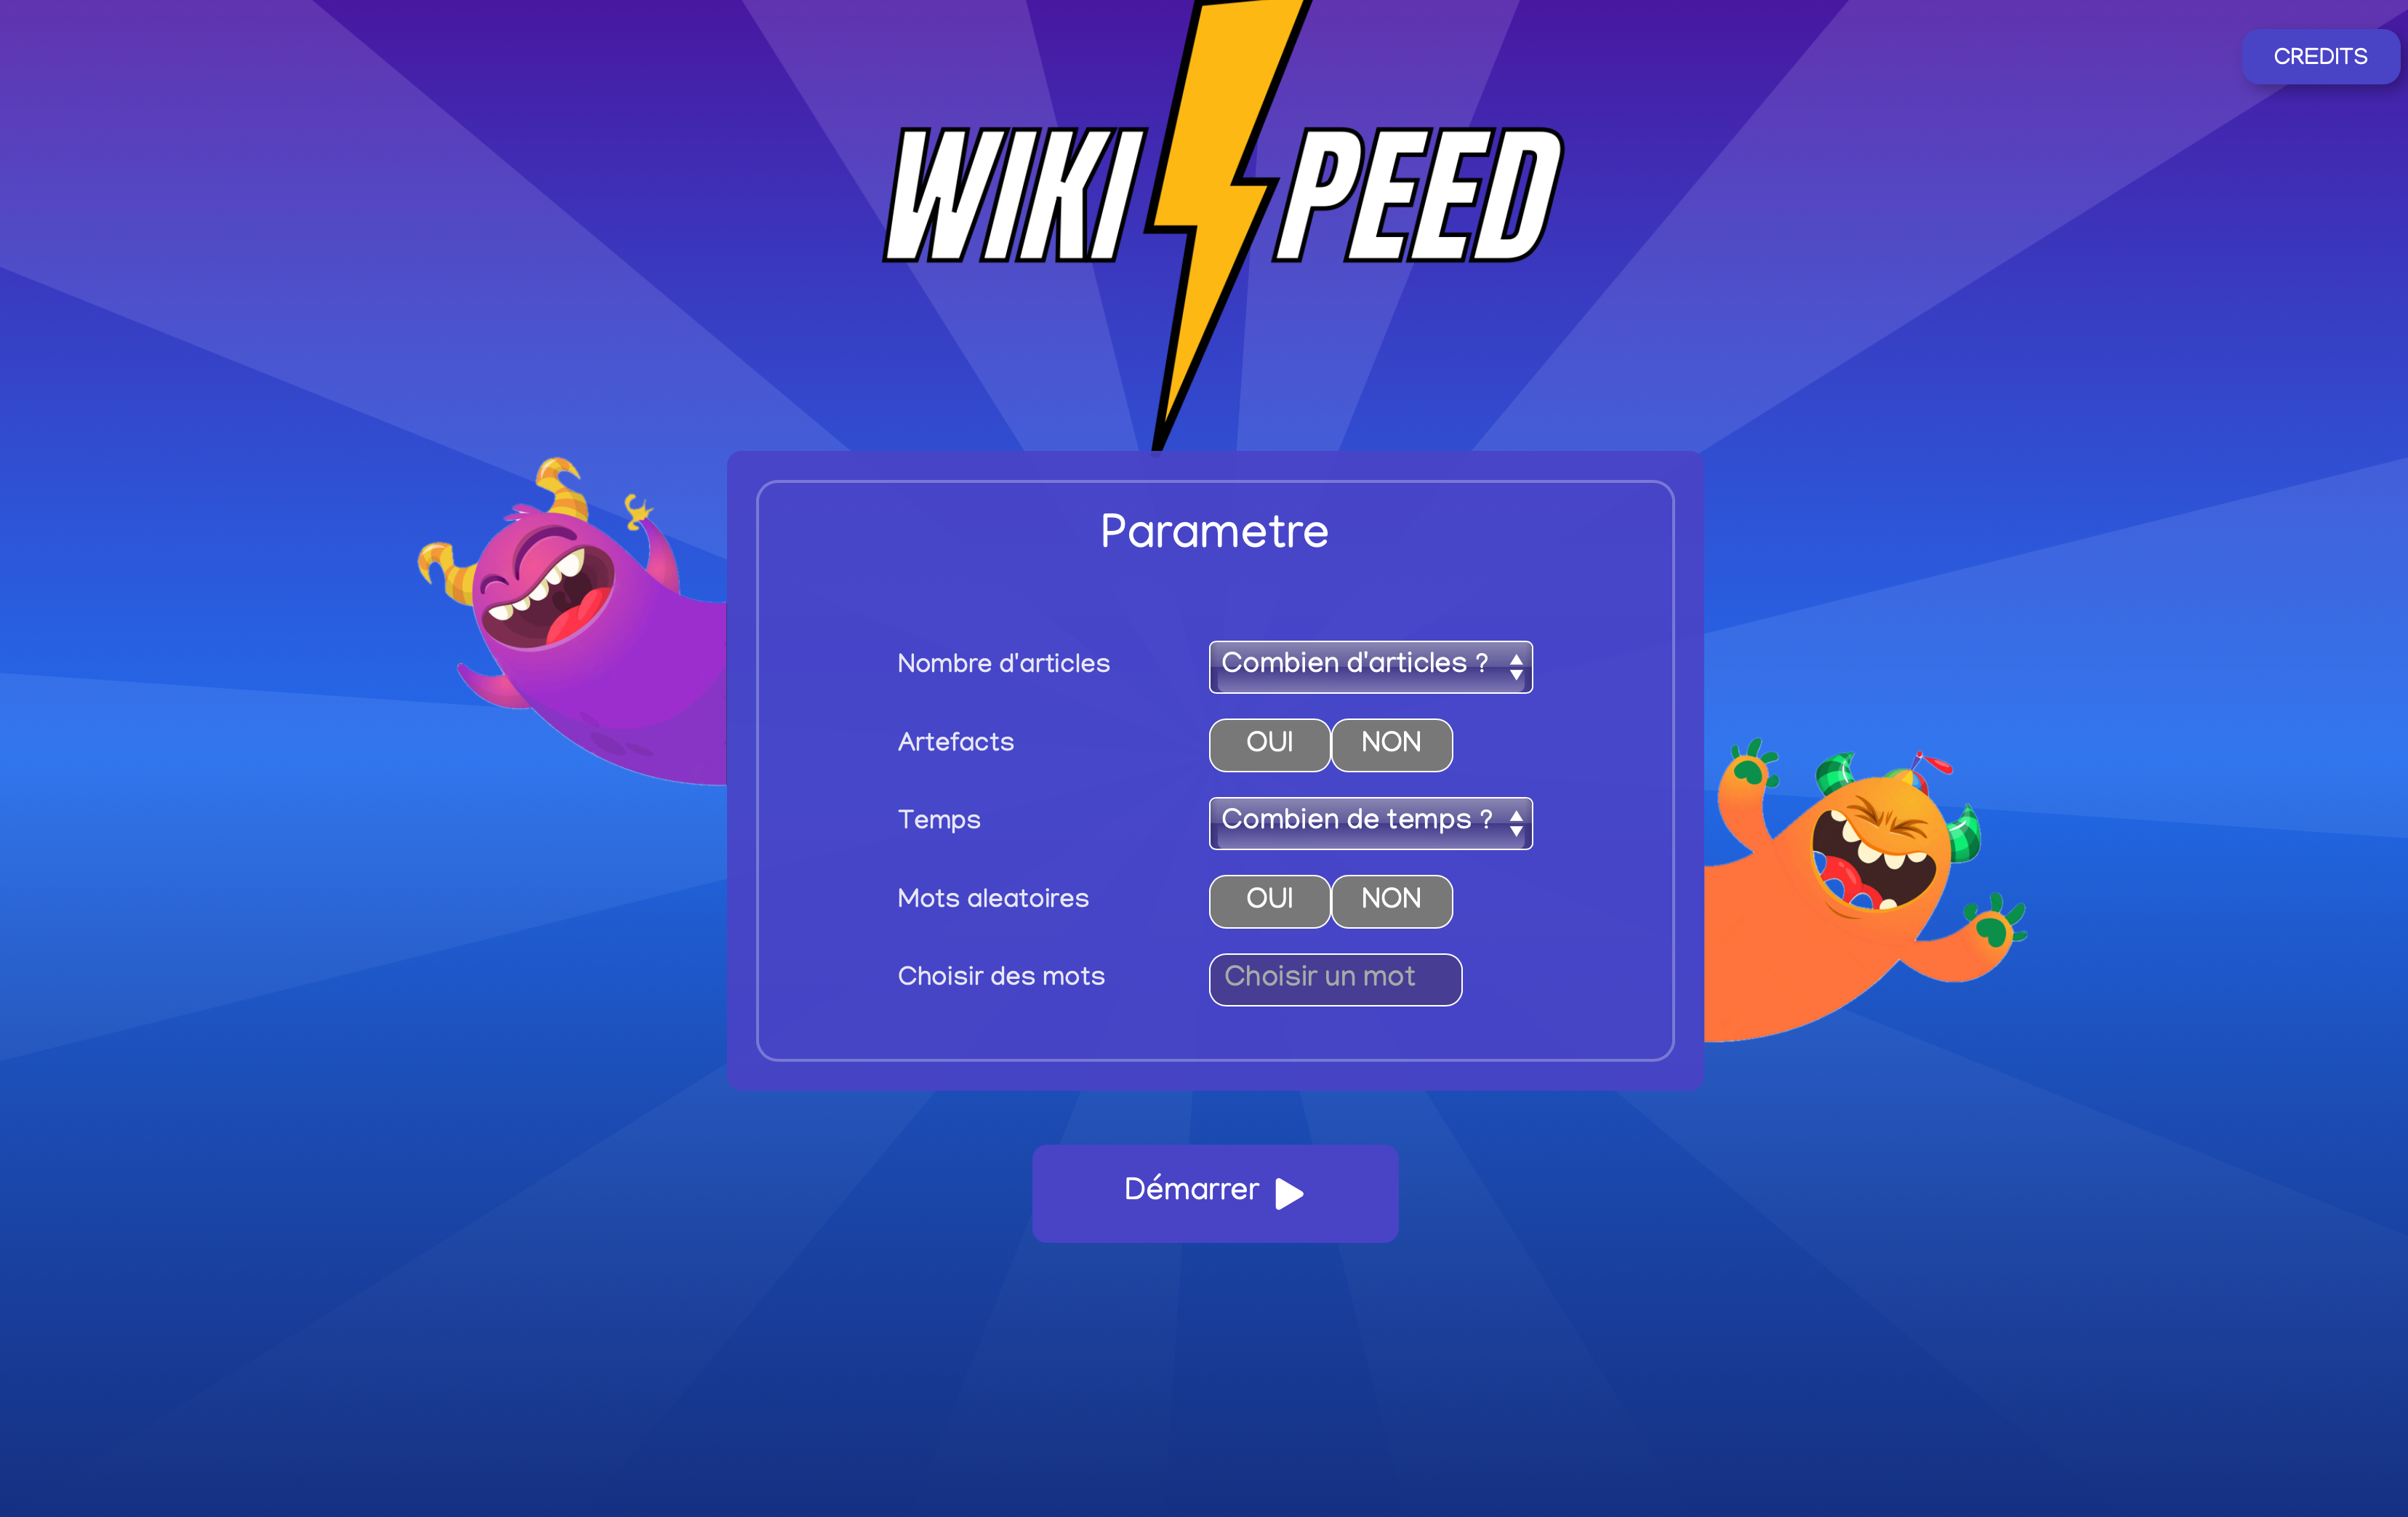 CREDITS
WIKI PEED
Parametre
Nombre d'articles Combien d'articles ?
Artefacts OUI NON
Temps Combien de temps ?
Mots aleatoires OUI NON
Choisir des mots Choisir un mot
Démarrer